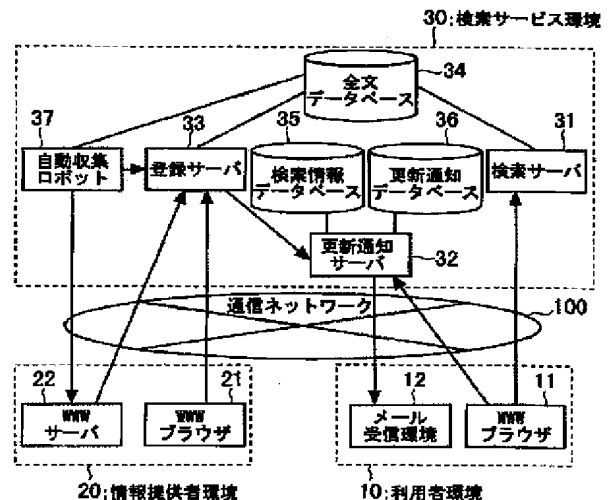 30:検索サービス環境
34
全文
データベース
37
33
35
36
31
自動収集
ロボット
登録サーバ
検索情報
データベース
更新通知
データベース
検索サーバ
更新通知
サーバ
32
通信ネットワーク
100
22
21
12
11
WWW
サーバ
WWW
ブラウザ
メール
受信環境
WWW
ブラウザ
20:情報提供者環境
10:利用者環境